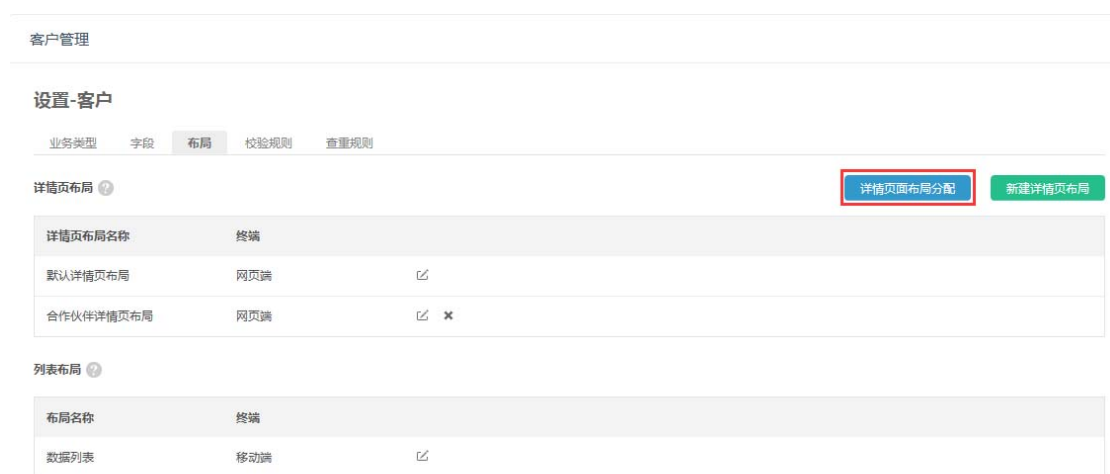 客户管理
设置-客户
业务类型 字段 布局 校验规则 查重规则
详情页布局 ? 详情页面布局分配 新建详情页布局
详情页布局名称 终端
默认详情页布局 网页端
合作伙伴详情页布局 网页端
列表布局 ?
布局名称 终端
数据列表 移动端